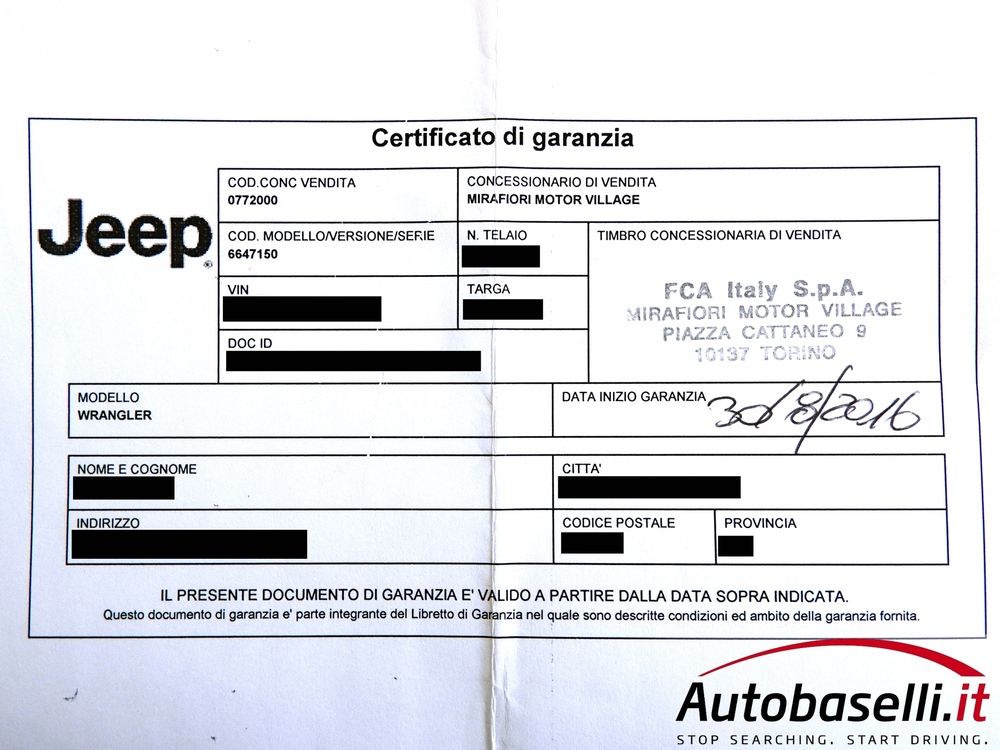 Certificato di garanzia
Jeep
COD.CONC VENDITA
0772000
CONCESSIONARIO DI VENDITA
MIRAFIORI MOTOR VILLAGE
COD. MODELLO/VERSIONE/SERIE
6647150
N. TELAIO
TIMBRO CONCESSIONARIA DI VENDITA
FCA Italy S.p.A.
MIRAFIORI MOTOR VILLAGE
PIAZZA CATTANEO 9
10137 TORINO
VIN
TARGA
DOC ID
MODELLO
WRANGLER
DATA INIZIO GARANZIA 30/8/2016
NOME E COGNOME
CITTA'
INDIRIZZO
CODICE POSTALE
PROVINCIA
IL PRESENTE DOCUMENTO DI GARANZIA E' VALIDO A PARTIRE DALLA DATA SOPRA INDICATA.
Questo documento di garanzia e' parte integrante del Libretto di Garanzia nel quale sono descritte condizioni ed ambito della garanzia fornita.
Autobaselli.it
STOP SEARCHING. START DRIVING.